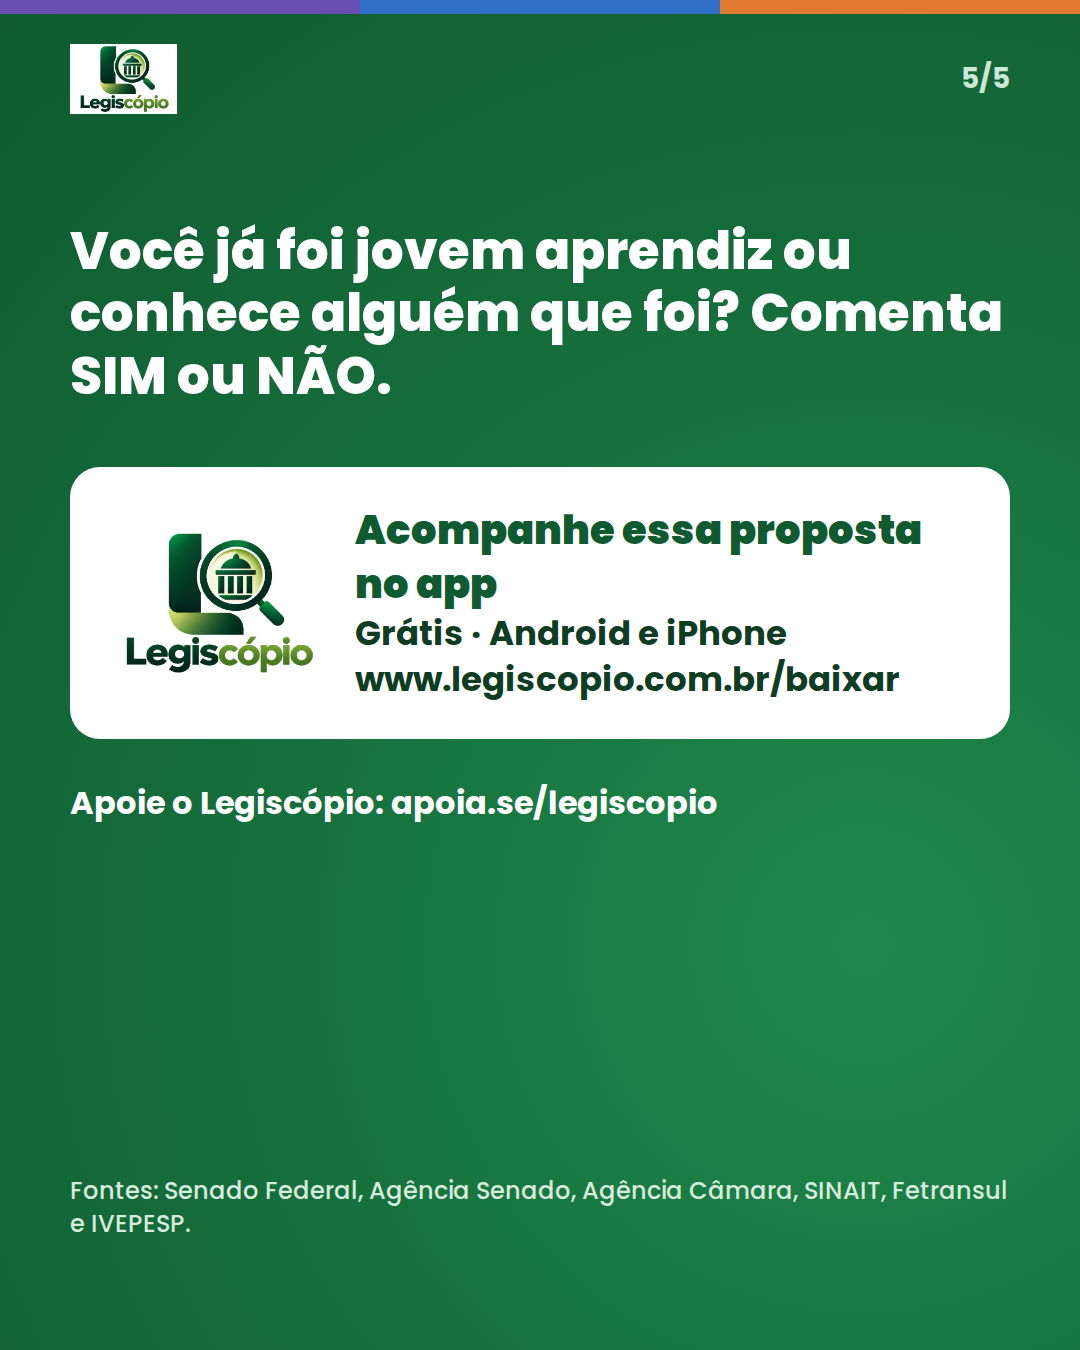 Legiscópio
5/5
Você já foi jovem aprendiz ou
conhece alguém que foi? Comenta
SIM ou NÃO.
Legiscópio
Acompanhe essa proposta
no app
Grátis · Android e iPhone
www.legiscopio.com.br/baixar
Apoie o Legiscópio: apoia.se/legiscopio
Fontes: Senado Federal, Agência Senado, Agência Câmara, SINAIT, Fetransul
e IVEPESP.